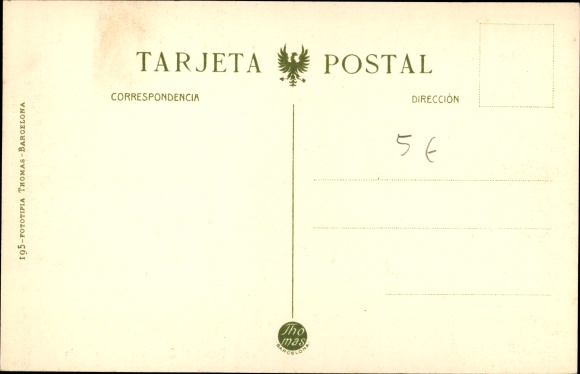 TARJETA POSTAL
CORRESPONDENCIA
DIRECCIÓN
5 €
195-FOTOTIPIA THOMAS-BARCELONA
Tho
mas
BARCELONA